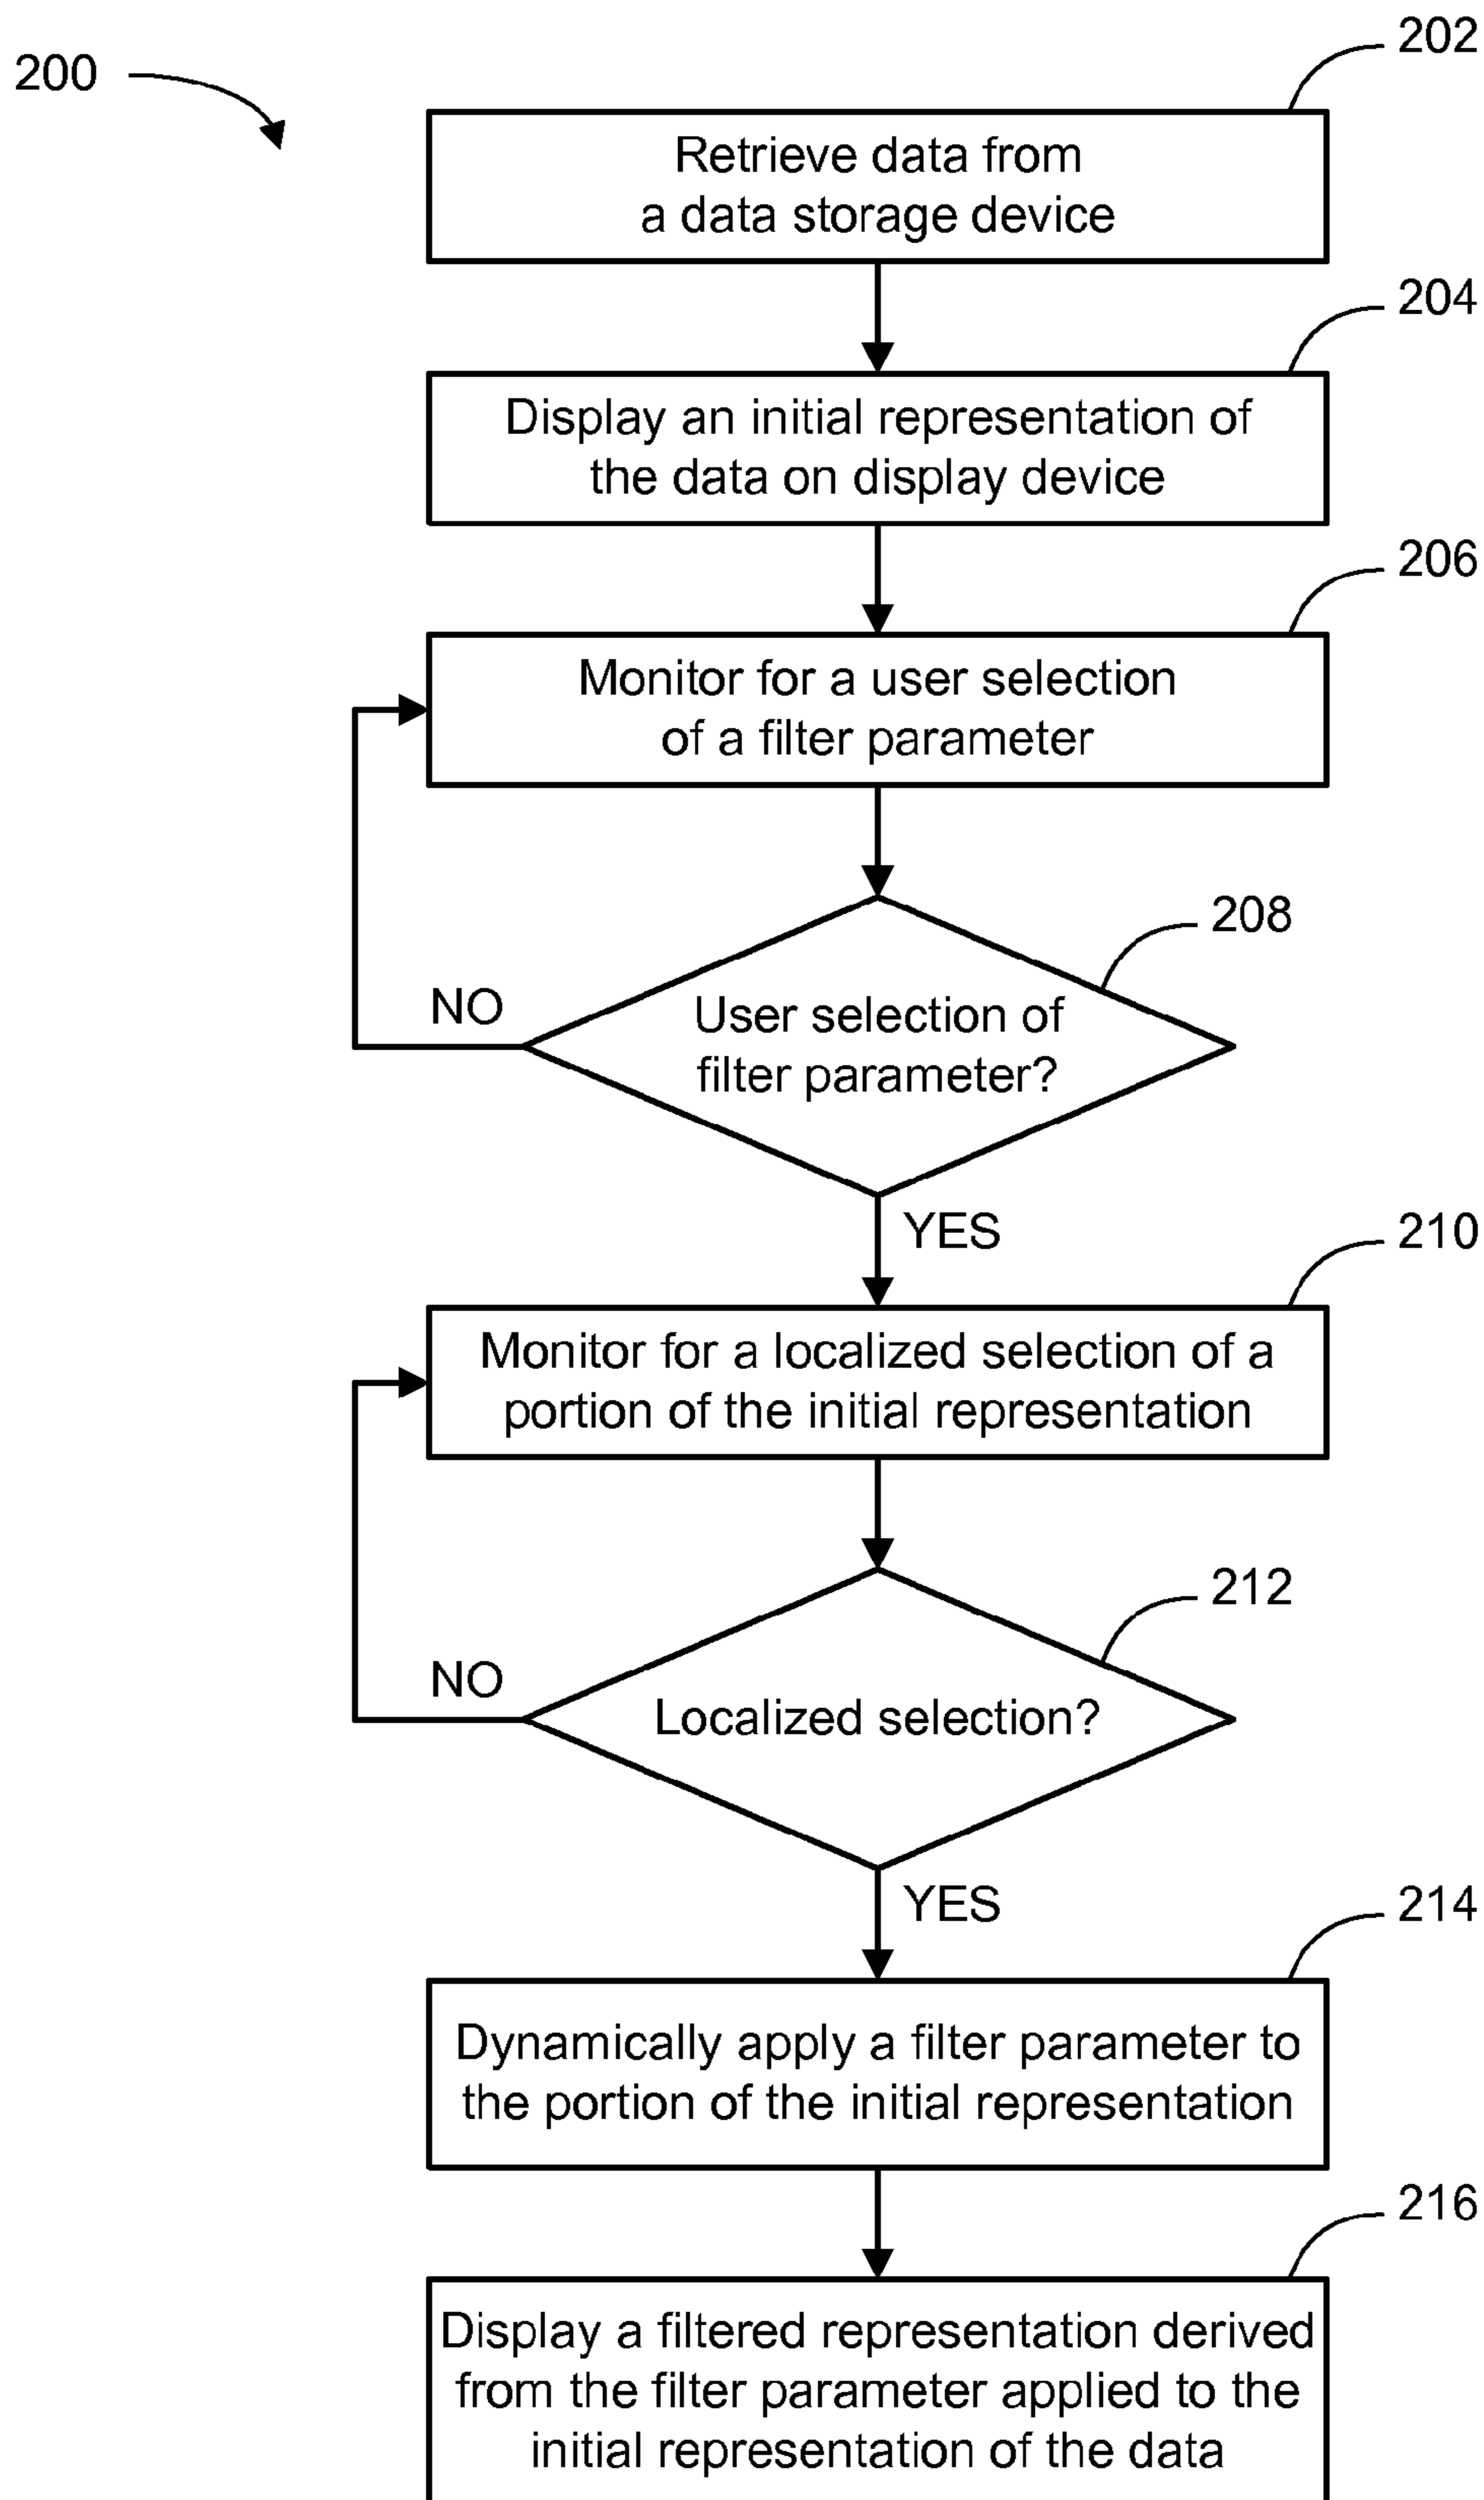 200
202
Retrieve data from
a data storage device
204
Display an initial representation of
the data on display device
206
Monitor for a user selection
of a filter parameter
208
NO
User selection of
filter parameter?
YES
210
Monitor for a localized selection of a
portion of the initial representation
212
NO
Localized selection?
YES
214
Dynamically apply a filter parameter to
the portion of the initial representation
216
Display a filtered representation derived
from the filter parameter applied to the
initial representation of the data